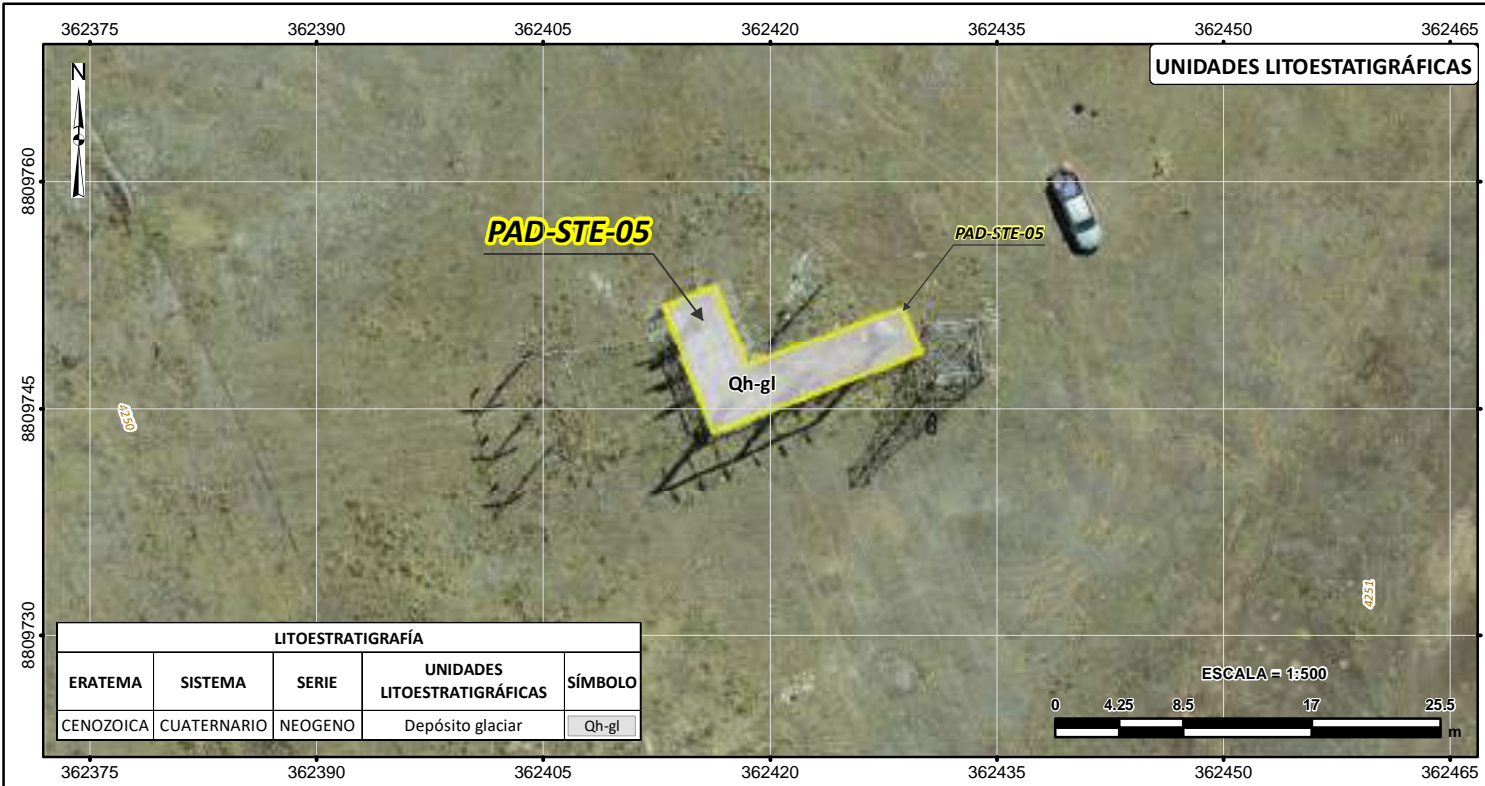 362375 362390 362405 362420 362435 362450 362465
UNIDADES LITOESTATIGRÁFICAS
N
8809760
PAD-STE-05
PAD-STE-05
Qh-gl
8809745
4250
4251
8809730
LITOESTRATIGRAFÍA
ERATEMA SISTEMA SERIE UNIDADES LITOESTRATIGRÁFICAS SÍMBOLO
CENOZOICA CUATERNARIO NEOGENO Depósito glaciar Qh-gl
ESCALA = 1:500
0 4.25 8.5 17 25.5
m
362375 362390 362405 362420 362435 362450 362465